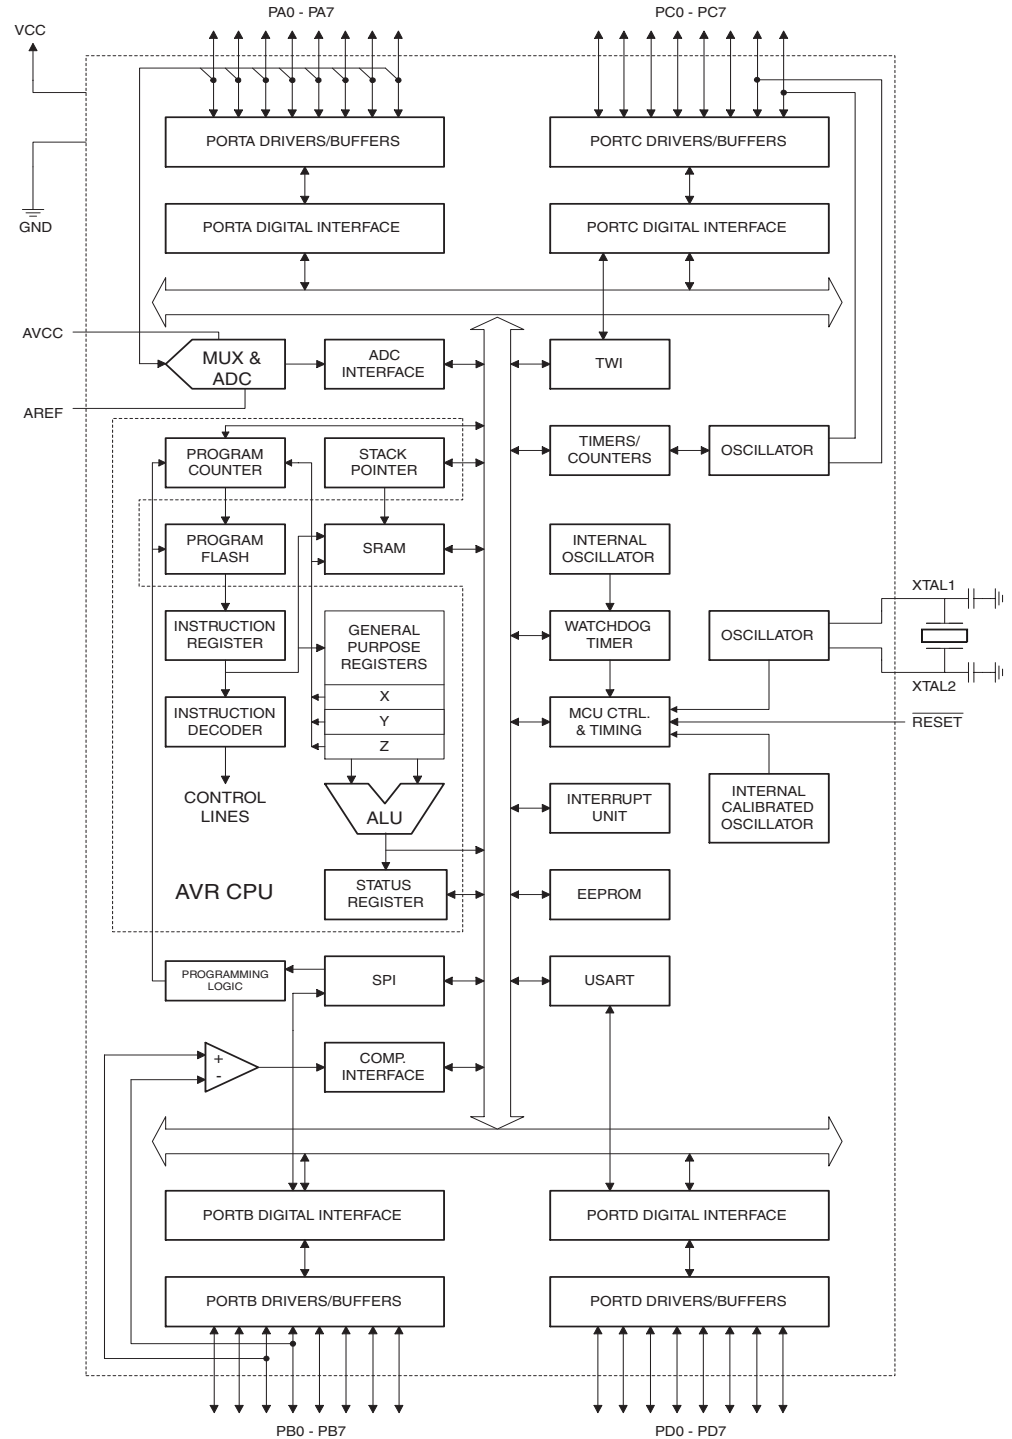 PA0 - PA7
PC0 - PC7
VCC
PORTA DRIVERS/BUFFERS
PORTC DRIVERS/BUFFERS
GND
PORTA DIGITAL INTERFACE
PORTC DIGITAL INTERFACE
AVCC
MUX &
ADC
ADC
INTERFACE
TWI
AREF
PROGRAM
COUNTER
STACK
POINTER
TIMERS/
COUNTERS
OSCILLATOR
PROGRAM
FLASH
SRAM
INTERNAL
OSCILLATOR
XTAL1
INSTRUCTION
REGISTER
GENERAL
PURPOSE
REGISTERS
WATCHDOG
TIMER
OSCILLATOR
XTAL2
X
INSTRUCTION
DECODER
Y
Z
MCU CTRL.
& TIMING
RESET
CONTROL
LINES
ALU
INTERRUPT
UNIT
INTERNAL
CALIBRATED
OSCILLATOR
AVR CPU
STATUS
REGISTER
EEPROM
PROGRAMMING
LOGIC
SPI
USART
+
-
COMP.
INTERFACE
PORTB DIGITAL INTERFACE
PORTD DIGITAL INTERFACE
PORTB DRIVERS/BUFFERS
PORTD DRIVERS/BUFFERS
PB0 - PB7
PD0 - PD7